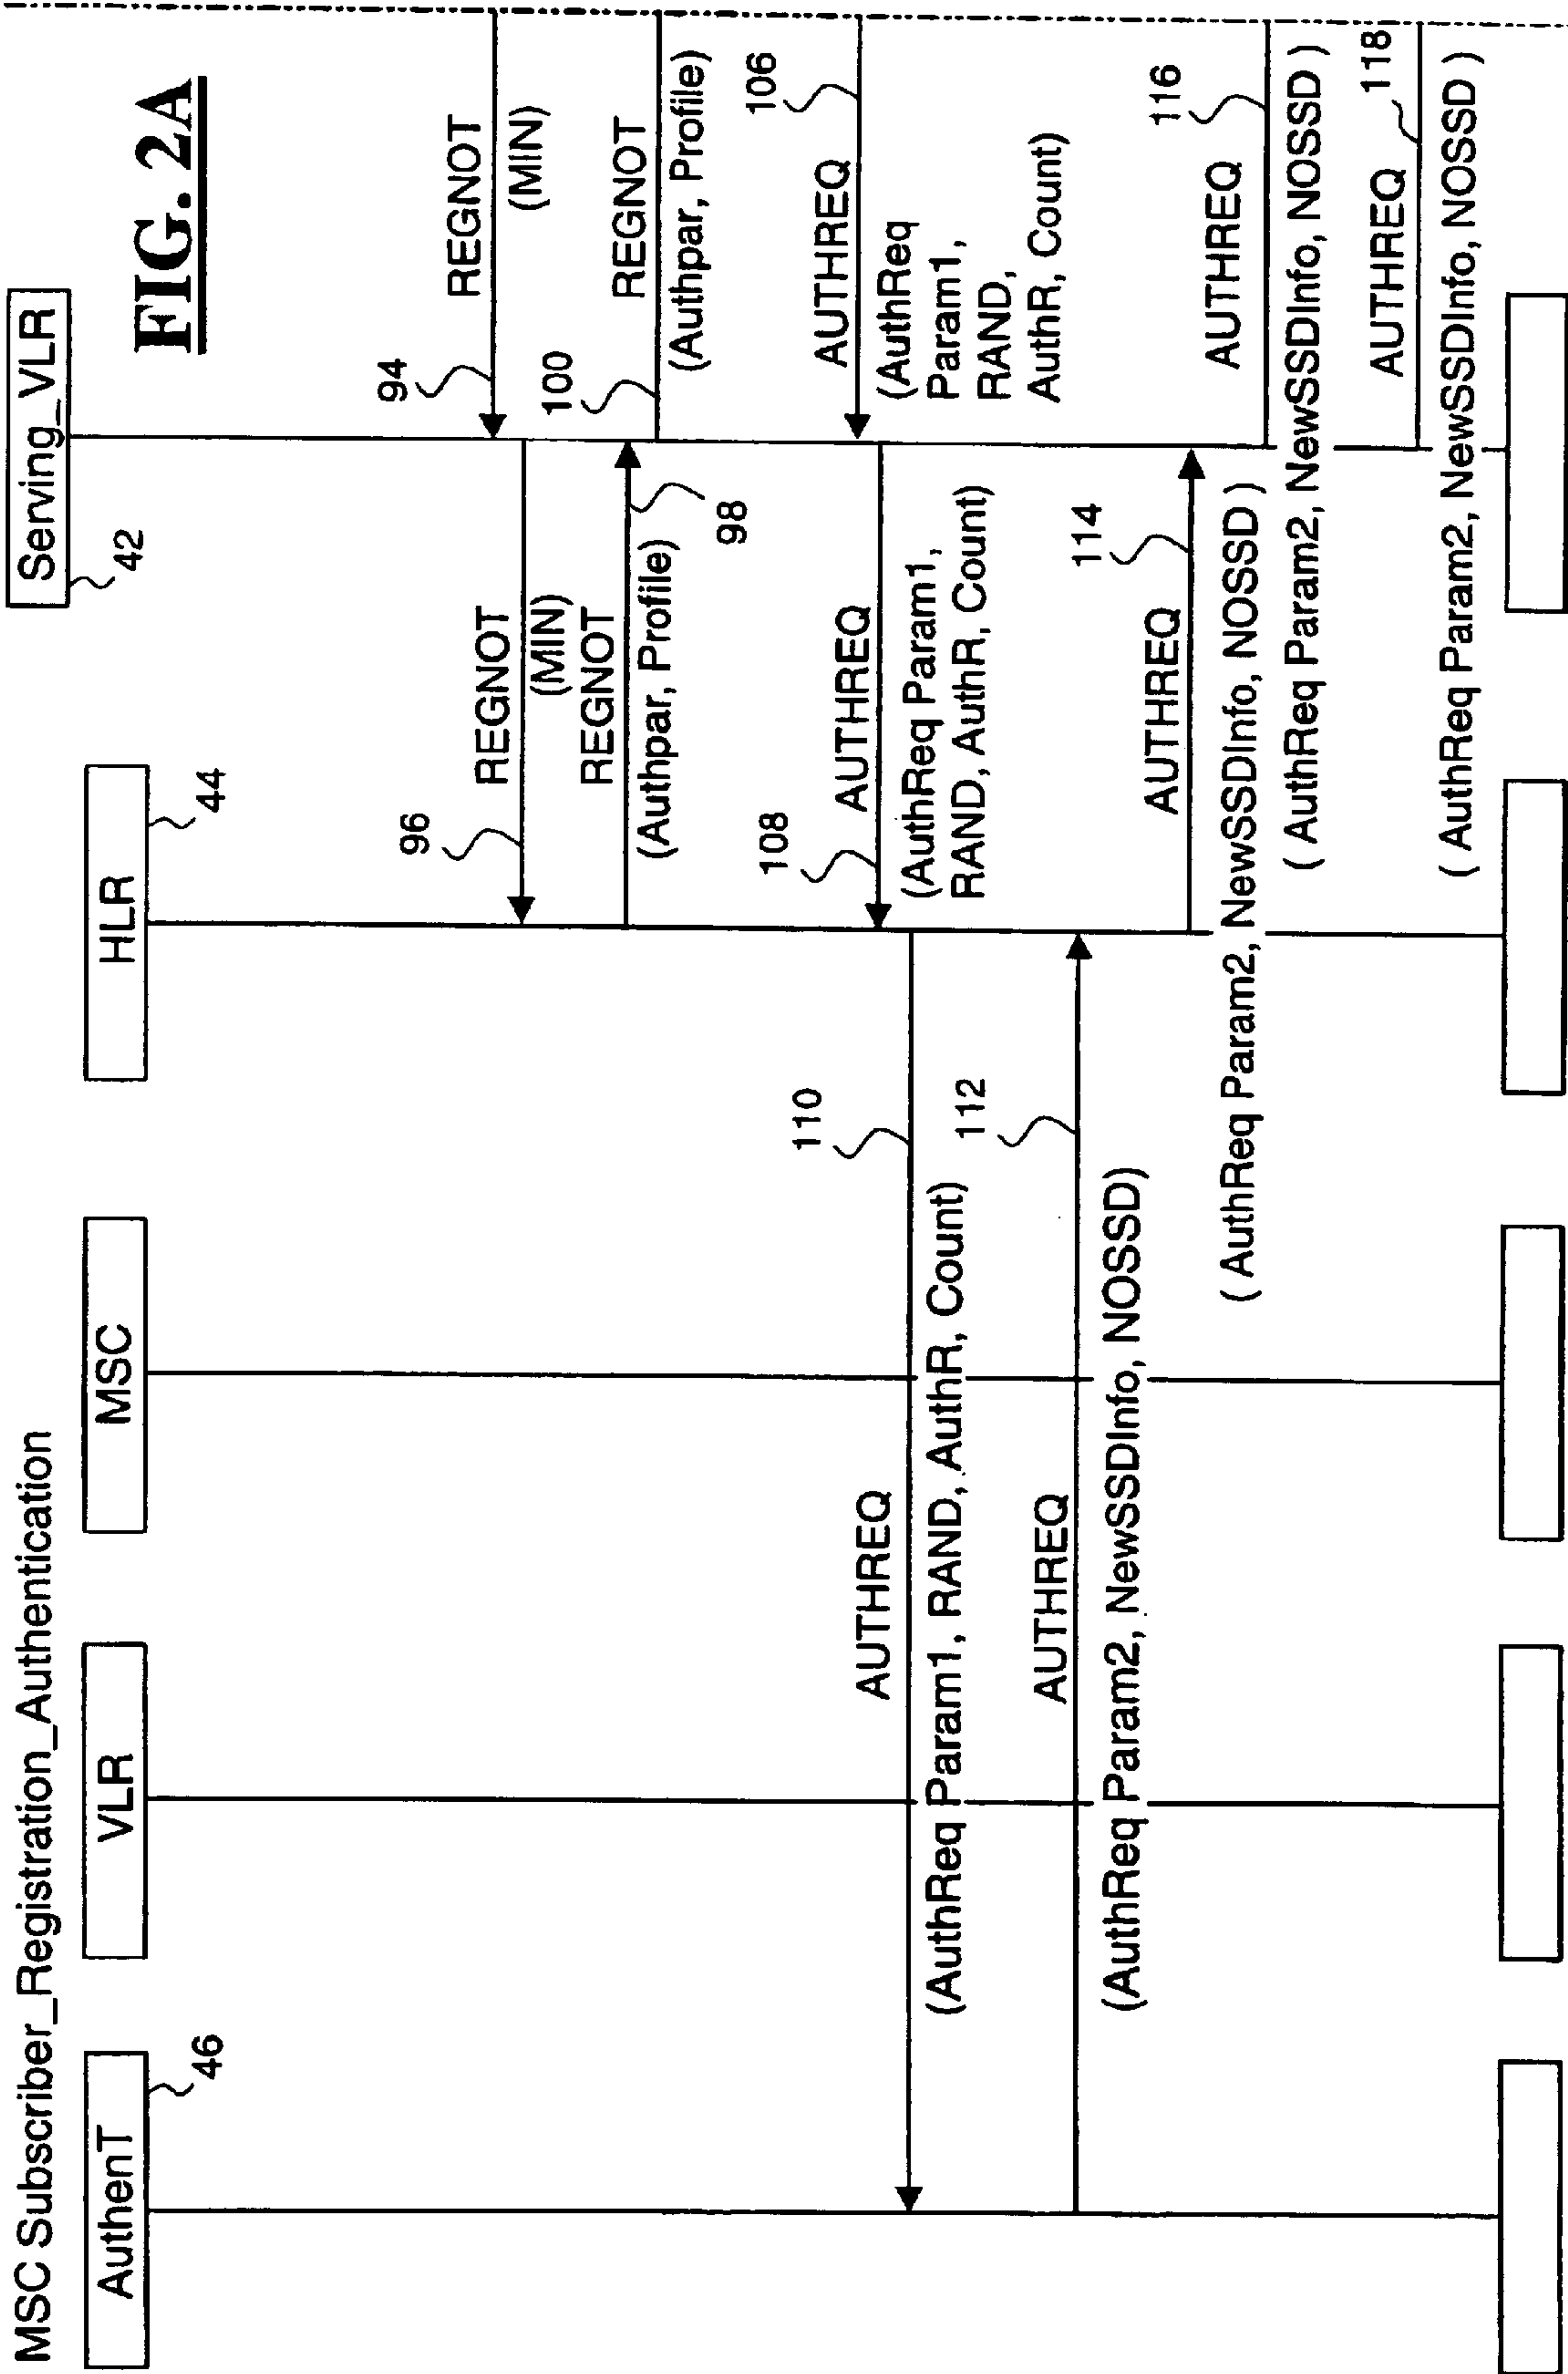 MSC Subscriber_Registration_Authentication
FIG. 2A
AuthenT
46
VLR
MSC
HLR
44
Serving_VLR
42
94
REGNOT
(MIN)
96
REGNOT
(MIN)
REGNOT
(Authpar, Profile)
98
100
REGNOT
(Authpar, Profile)
106
AUTHREQ
(AuthReq
Param1,
RAND,
AuthR, Count)
108
AUTHREQ
(AuthReq Param1,
RAND, AuthR, Count)
110
AUTHREQ
(AuthReq Param1, RAND, AuthR, Count)
112
AUTHREQ
(AuthReq Param2, NewSSDInfo, NOSSD)
114
AUTHREQ
( AuthReq Param2, NewSSDInfo, NOSSD )
116
AUTHREQ
( AuthReq Param2, NewSSDInfo, NOSSD )
118
AUTHREQ
( AuthReq Param2, NewSSDInfo, NOSSD )